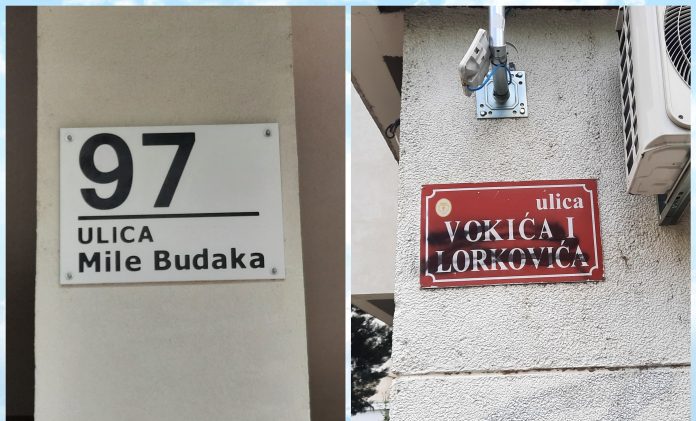 97
ULICA
Mile Budaka
ulica
VOKIĆA I
LORKOVIĆA